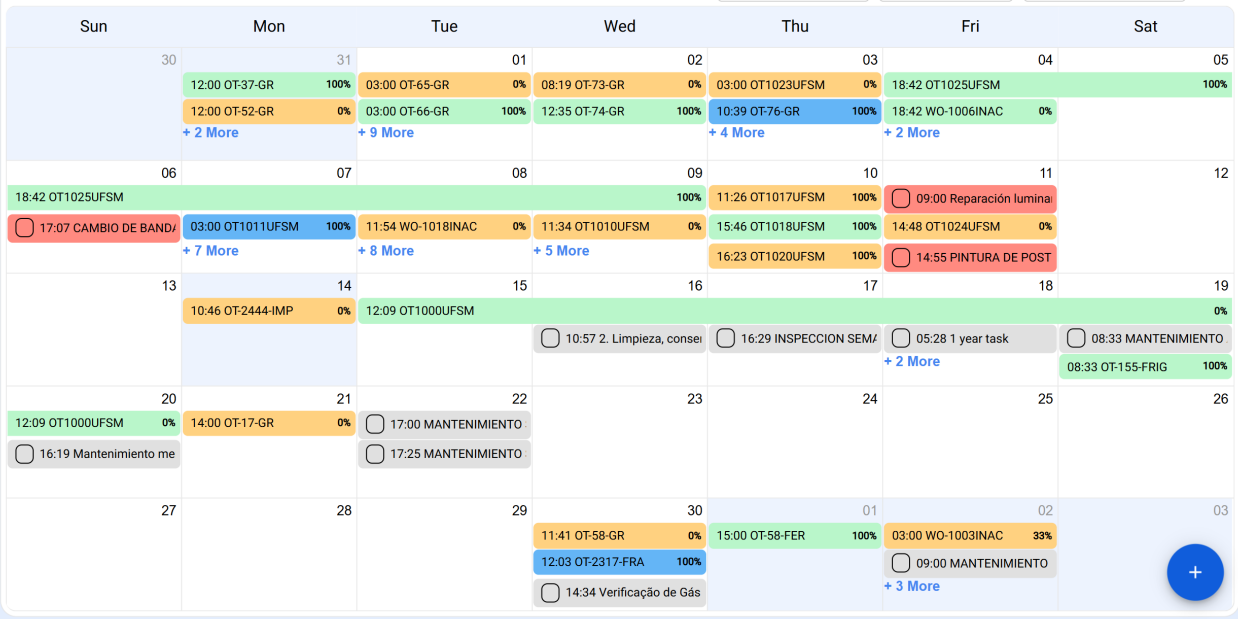 Sun Mon Tue Wed Thu Fri Sat
30 31 01 02 03 04 05
12:00 OT-37-GR 100% 03:00 OT-65-GR 0% 08:19 OT-73-GR 0% 03:00 OT1023UFSM 0% 18:42 OT1025UFSM 100%
12:00 OT-52-GR 0% 03:00 OT-66-GR 100% 12:35 OT-74-GR 100% 10:39 OT-76-GR 100% 18:42 WO-1006INAC 0%
+ 2 More + 9 More + 4 More + 2 More
06 07 08 09 10 11 12
18:42 OT1025UFSM 100% 11:26 OT1017UFSM 100% 09:00 Reparación lumina
17:07 CAMBIO DE BANDA 03:00 OT1011UFSM 100% 11:54 WO-1018INAC 0% 11:34 OT1010UFSM 0% 15:46 OT1018UFSM 100% 14:48 OT1024UFSM 0%
+ 7 More + 8 More + 5 More 16:23 OT1020UFSM 100% 14:55 PINTURA DE POST
13 14 15 16 17 18 19
10:46 OT-2444-IMP 0% 12:09 OT1000UFSM 0%
10:57 2. Limpieza, conser 16:29 INSPECCION SEMA 05:28 1 year task 08:33 MANTENIMIENTO
+ 2 More 08:33 OT-155-FRIG 100%
20 21 22 23 24 25 26
12:09 OT1000UFSM 0% 14:00 OT-17-GR 0% 17:00 MANTENIMIENTO
16:19 Mantenimiento me 17:25 MANTENIMIENTO
27 28 29 30 01 02 03
11:41 OT-58-GR 0% 15:00 OT-58-FER 100% 03:00 WO-1003INAC 33%
12:03 OT-2317-FRA 100% 09:00 MANTENIMIENTO
14:34 Verificação de Gás + 3 More
+